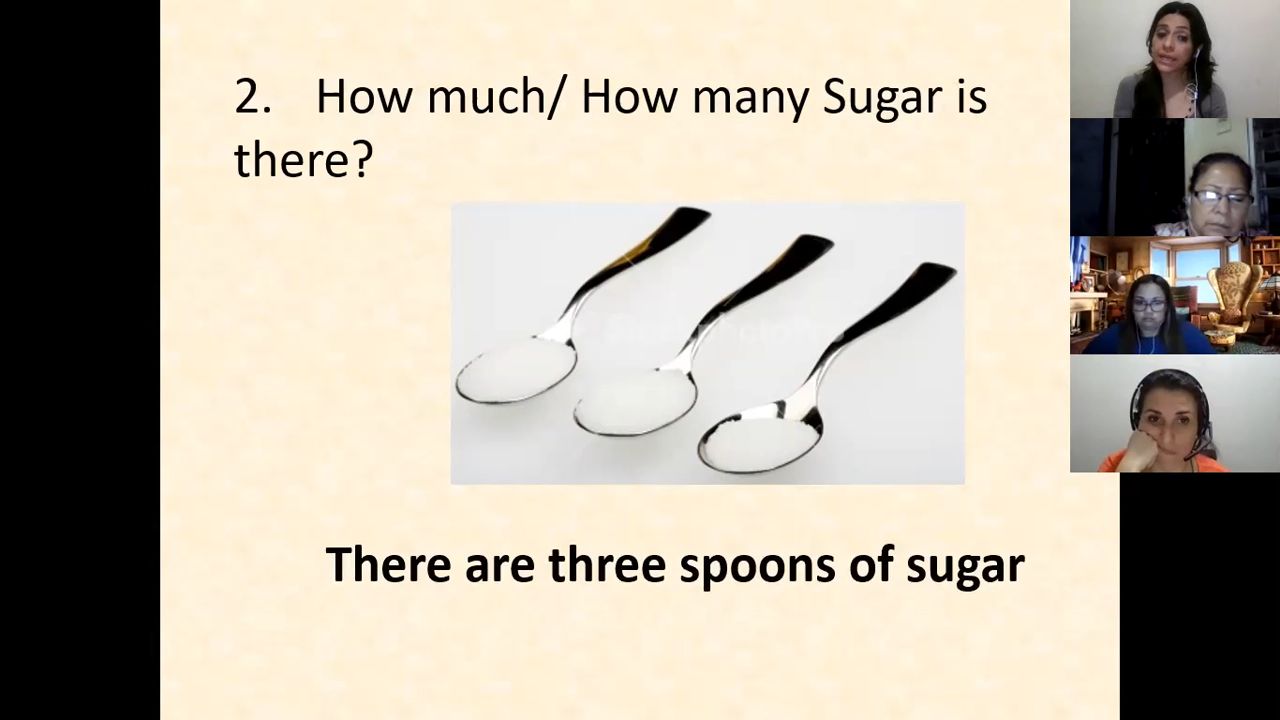 2. How much/ How many Sugar is
there?
There are three spoons of sugar